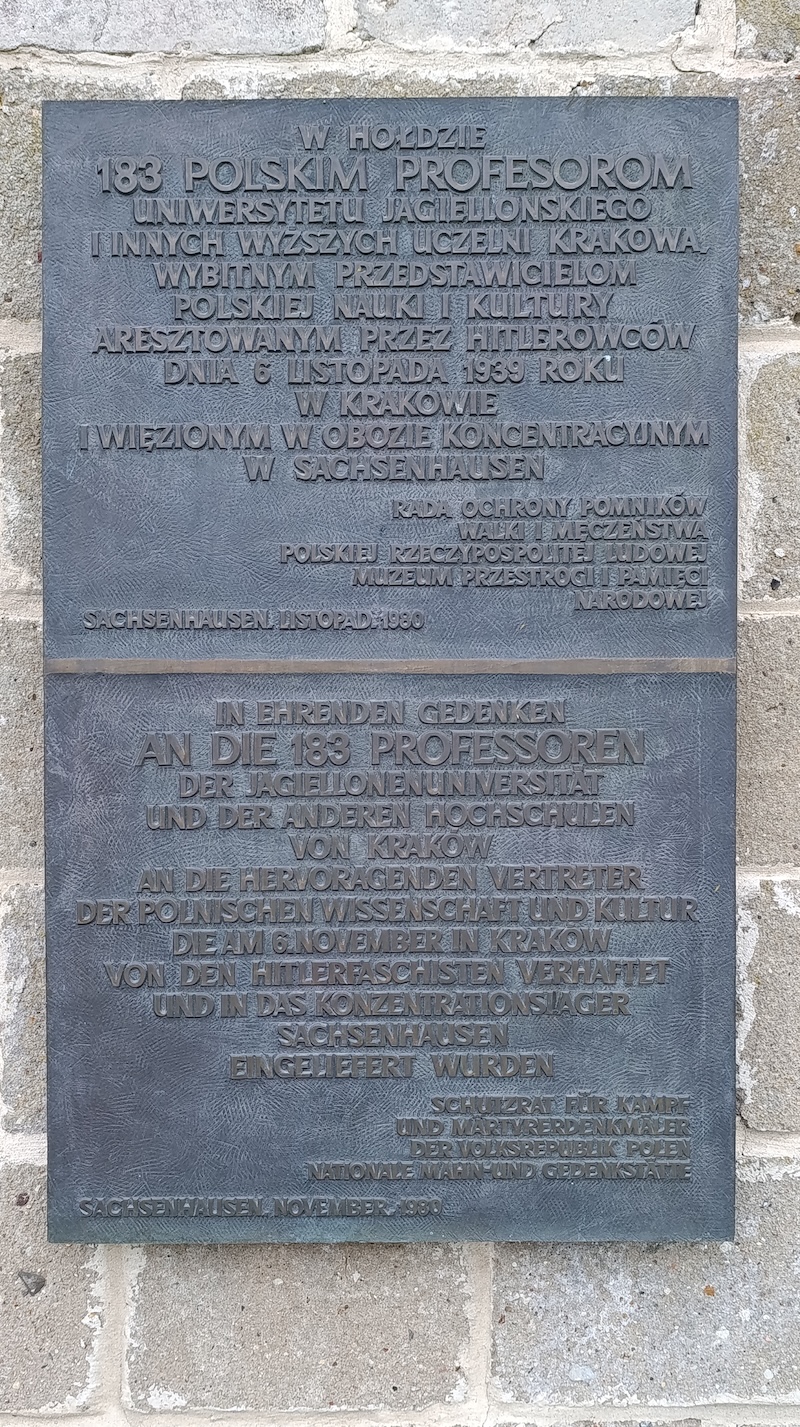 W HOŁDZIE
183 POLSKIM PROFESOROM
UNIWERSYTETU JAGIELLOŃSKIEGO
I INNYCH WYŻSZYCH UCZELNI KRAKOWA,
WYBITNYM PRZEDSTAWICIELOM
POLSKIEJ NAUKI I KULTURY
ARESZTOWANYM PRZEZ HITLEROWCÓW
DNIA 6 LISTOPADA 1939 ROKU
W KRAKOWIE
I WIĘZIONYM W OBOZIE KONCENTRACYJNYM
W SACHSENHAUSEN
RADA OCHRONY POMNIKÓW
WALKI I MĘCZEŃSTWA
POLSKIEJ RZECZYPOSPOLITEJ LUDOWEJ
MUZEUM PRZESTROGI I PAMIĘCI
NARODOWEJ
SACHSENHAUSEN, LISTOPAD, 1980
IN EHRENDEN GEDENKEN
AN DIE 183 PROFESSOREN
DER JAGIELLONENUNIVERSITÄT
UND DER ANDEREN HOCHSCHULEN
VON KRAKÓW
AN DIE HERVORAGENDEN VERTRETER
DER POLNISCHEN WISSENSCHAFT UND KULTUR
DIE AM 6.NOVEMBER IN KRAKÓW
VON DEN HITLERFASCHISTEN VERHAFTET
UND IN DAS KONZENTRATIONSLAGER
SACHSENHAUSEN
EINGELIEFERT WURDEN
SCHUTZRAT FÜR KAMPF
UND MÄRTYRERDENKMÄLER
DER VOLKSREPUBLIK POLEN
NATIONALE MAHN-UND GEDENKSTÄTTE
SACHSENHAUSEN, NOVEMBER, 1980